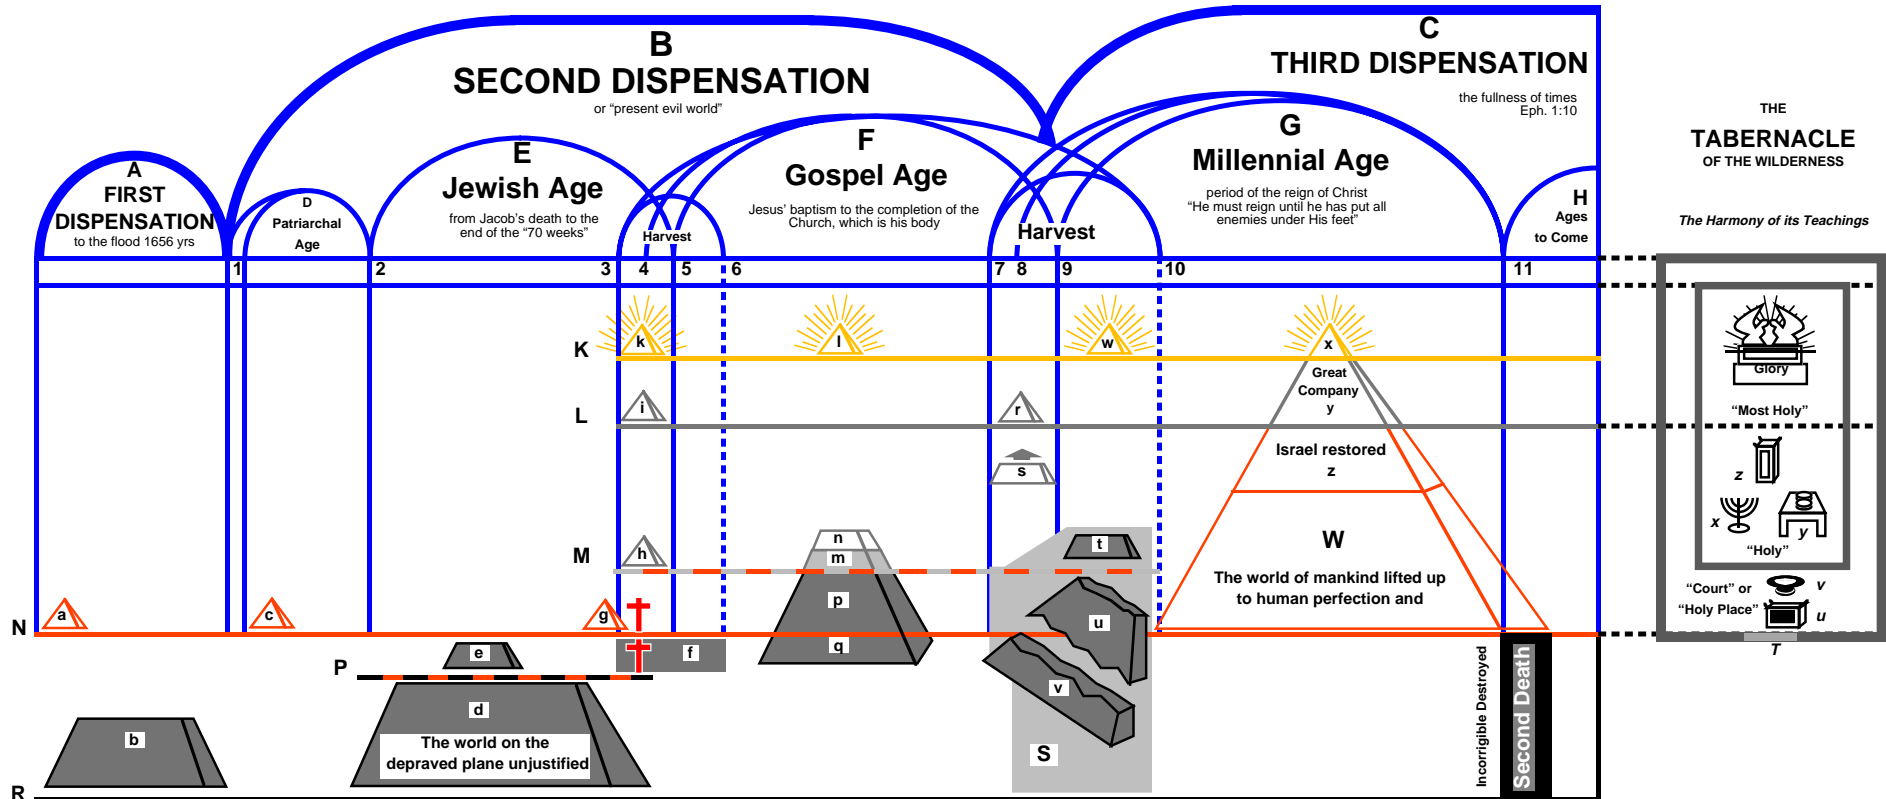 B
SECOND DISPENSATION
or “present evil world”
C
THIRD DISPENSATION
the fullness of times
Eph. 1:10
A
FIRST
DISPENSATION
to the flood 1656 yrs
D
Patriarchal
Age
E
Jewish Age
from Jacob’s death to the
end of the “70 weeks”
Harvest
F
Gospel Age
Jesus’ baptism to the completion of the
Church, which is his body
Harvest
G
Millennial Age
period of the reign of Christ
“He must reign until he has put all
enemies under His feet”
H
Ages
to Come
THE
TABERNACLE
OF THE WILDERNESS
The Harmony of its Teachings
1 2 3 4 5 6 7 8 9 10 11
K
k
l
w
x
Great
Company
y
L
i
r
s
Israel restored
z
M
h
n
m
p
q
t
u
v
S
W
The world of mankind lifted up
to human perfection and
N
a
c
g
P
e
f
d
The world on the
depraved plane unjustified
b
R
Incorrigible Destroyed
Second Death
Glory
“Most Holy”
z
x
y
“Holy”
“Court” or
“Holy Place”
v
u
T